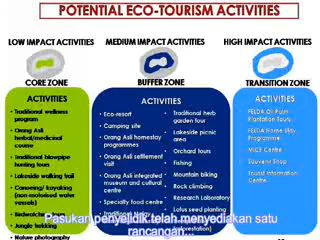 POTENTIAL ECO-TOURISM ACTIVITIES
LOW IMPACT ACTIVITIES
MEDIUM IMPACT ACTIVITIES
HIGH IMPACT ACTIVITIES
CORE ZONE
BUFFER ZONE
TRANSITION ZONE
ACTIVITIES
• Traditional wellness
program
• Orang Asli
herbal/medicinal
course
• Traditional blowpipe
hunting tours
• Lakeside walking trail
• Canoeing/ kayaking
(non-motorised water
vessels)
• Jungle trekking
• Nature photography
ACTIVITIES
• Eco-resort
• Camping site
• Orang Asli homestay
programmes
• Orang Asli settlement
visit
• Orang Asli integrated
museum and cultural
centre
• Specialty food centre
• Traditional herb
garden tour
• Lakeside picnic
area
• Orchard tours
• Fishing
• Mountain biking
• Rock climbing
• Research Laboratory
• Lotus seed planting
ACTIVITIES
• FELDA Oil Palm
Plantation Tours
• FELDA Home Stay
Programme
• MICE Centre
• Souvenir Shop
• Tourist Information
Centre
Pasukan penyelidik telah menyediakan satu
rancangan...